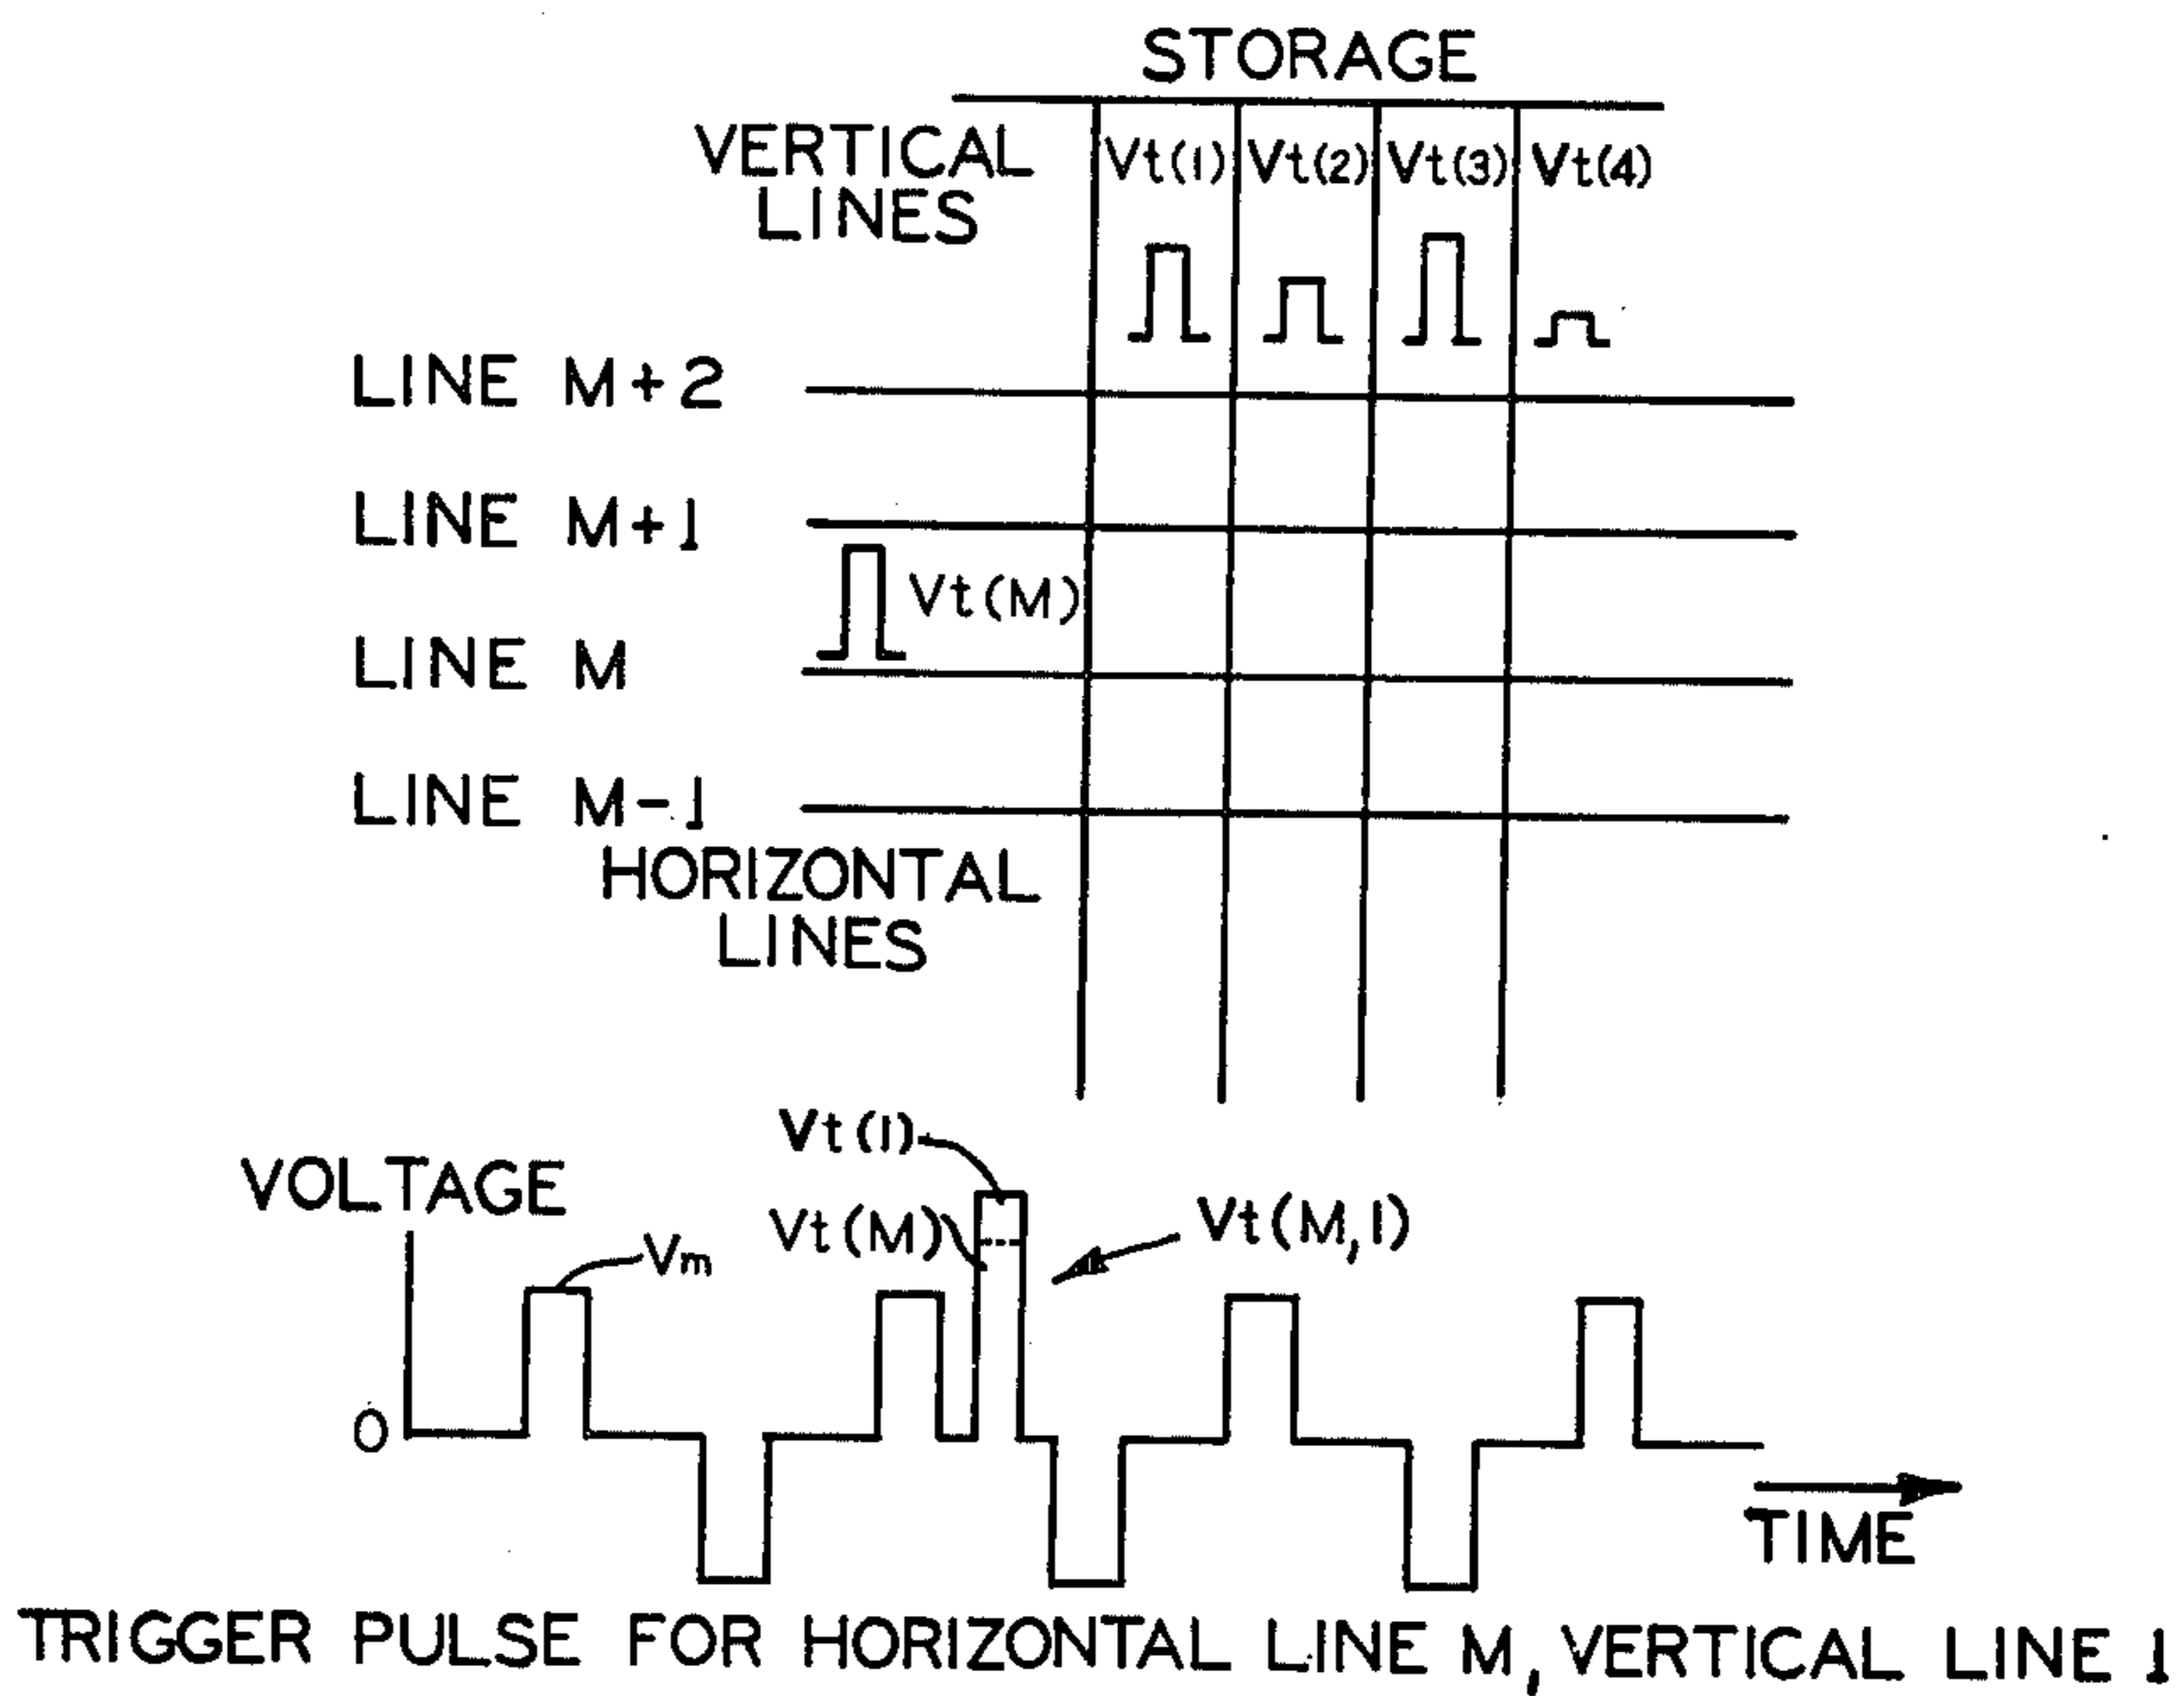 STORAGE
VERTICAL
LINES
Vt(1) Vt(2) Vt(3) Vt(4)
LINE M+2
LINE M+1
Vt(M)
LINE M
LINE M-1
HORIZONTAL
LINES
Vt(1)
VOLTAGE
Vt(M)
Vt(M,1)
Vm
0
TIME
TRIGGER PULSE FOR HORIZONTAL LINE M, VERTICAL LINE 1